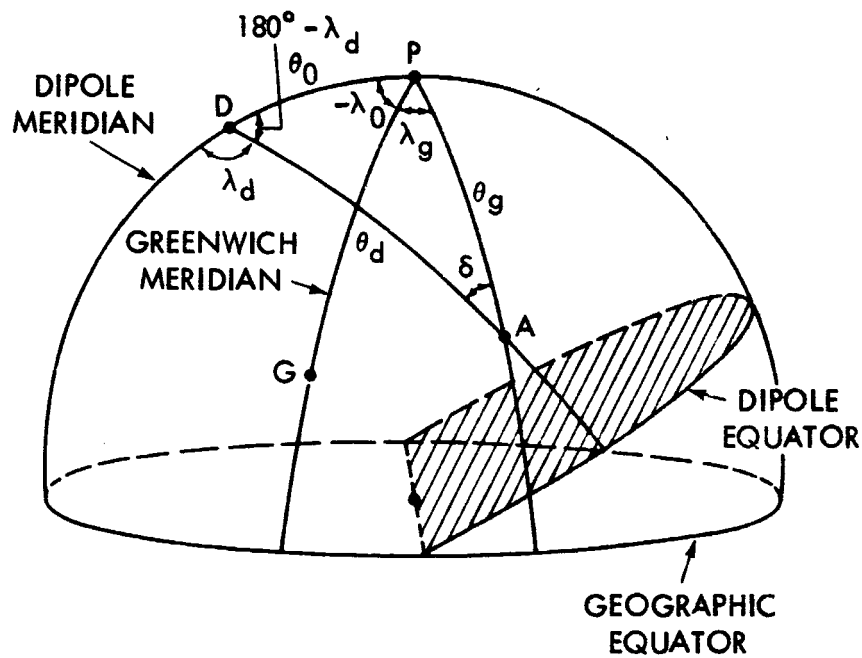 180° - λd
P
θ0
DIPOLE
MERIDIAN
D
-λ0
λg
λd
θg
GREENWICH
MERIDIAN
θd
δ
A
G
DIPOLE
EQUATOR
GEOGRAPHIC
EQUATOR